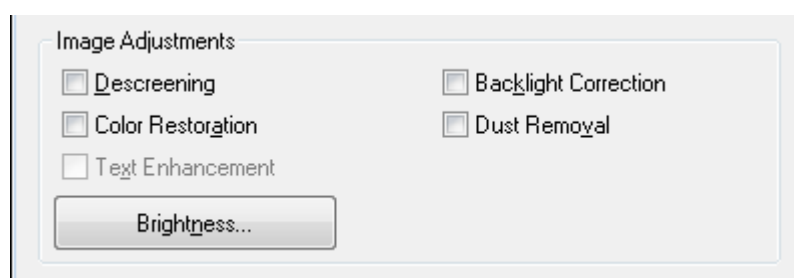 Image Adjustments
Descreening
Backlight Correction
Color Restoration
Dust Removal
Text Enhancement
Brightness...